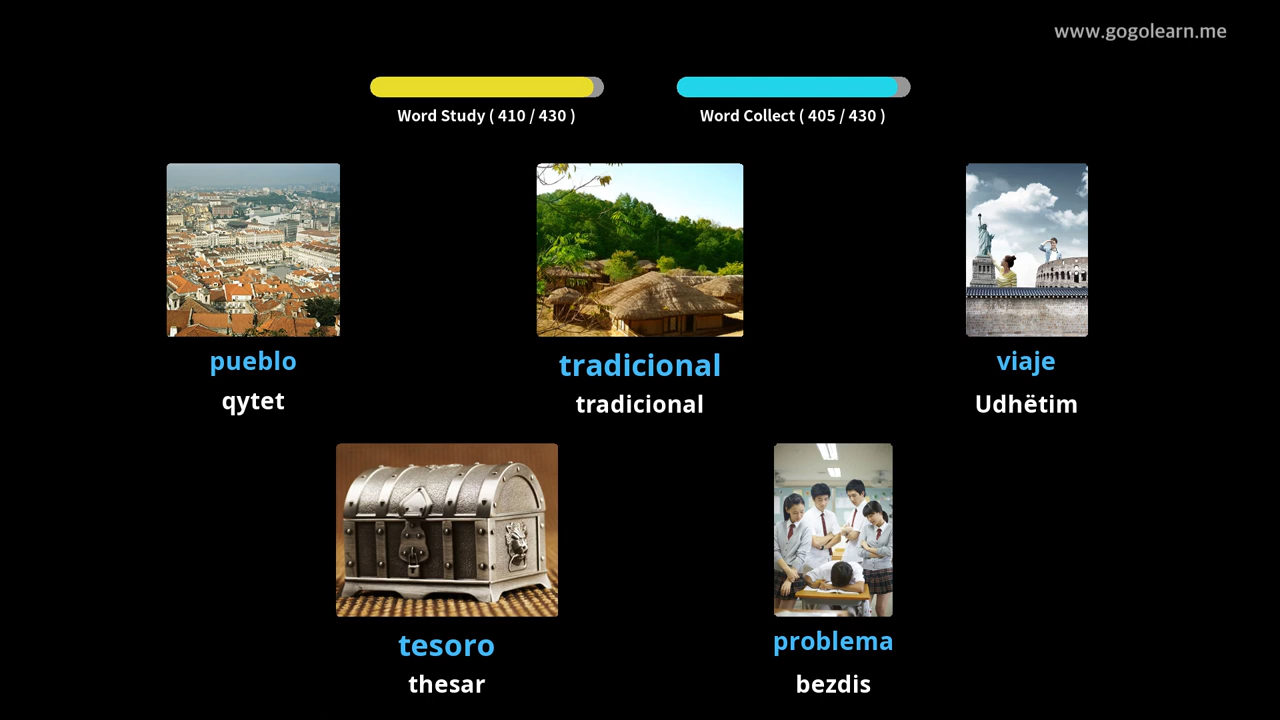 www.gogolearn.me
Word Study ( 410 / 430 )
Word Collect ( 405 / 430 )
pueblo
qytet
tradicional
tradicional
viaje
Udhëtim
tesoro
thesar
problema
bezdis